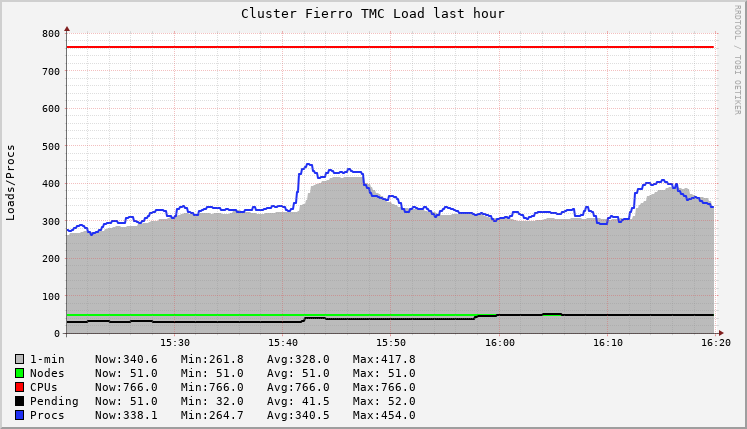 Cluster Fierro TMC Load last hour
RRDTOOL / TOBI OETIKER
Loads/Procs
800
700
600
500
400
300
200
100
0
15:30 15:40 15:50 16:00 16:10 16:20
1-min Now:340.6 Min:261.8 Avg:328.0 Max:417.8
Nodes Now: 51.0 Min: 51.0 Avg: 51.0 Max: 51.0
CPUs Now:766.0 Min:766.0 Avg:766.0 Max:766.0
Pending Now: 51.0 Min: 32.0 Avg: 41.5 Max: 52.0
Procs Now:338.1 Min:264.7 Avg:340.5 Max:454.0